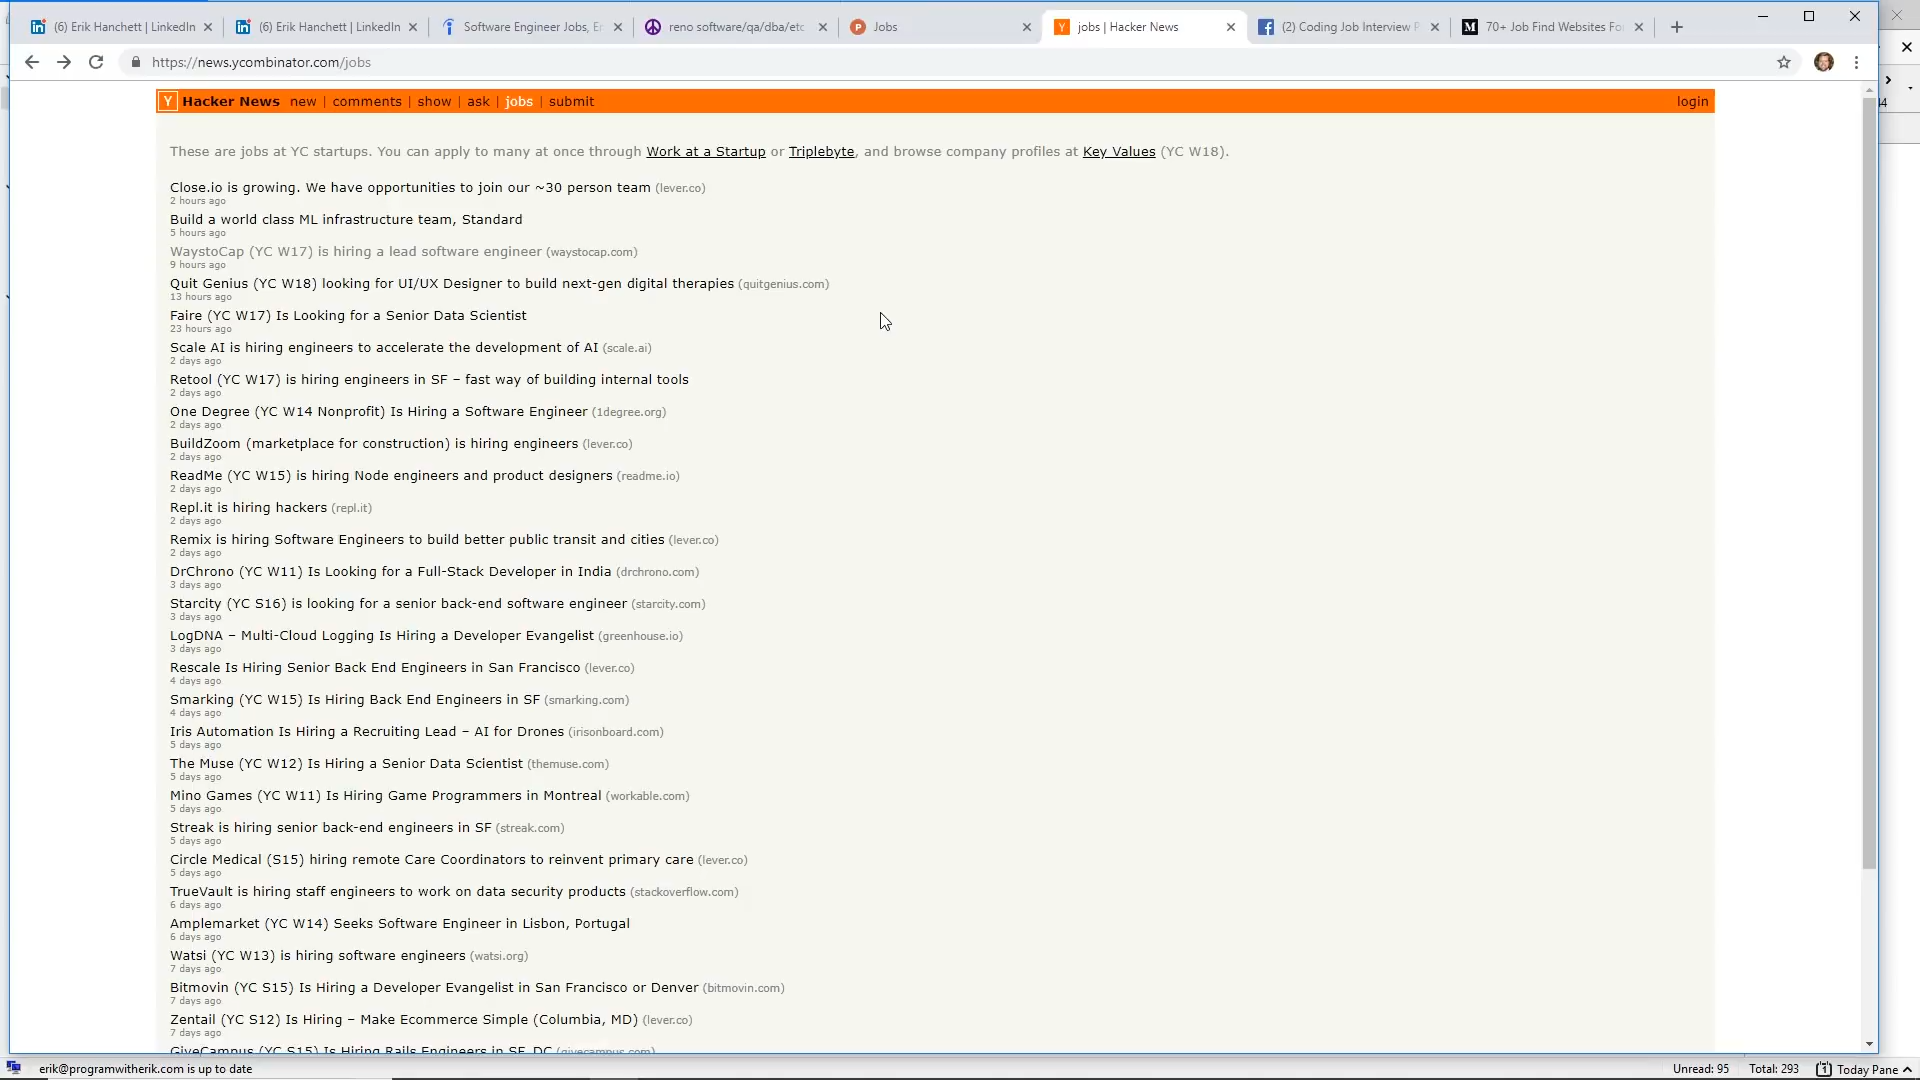 (6) Erik Hanchett | LinkedIn
(6) Erik Hanchett | LinkedIn
Software Engineer Jobs, Er
reno software/qa/dba/etc
Jobs
jobs | Hacker News
(2) Coding Job Interview P
70+ Job Find Websites Fo
https://news.ycombinator.com/jobs
Y Hacker News new | comments | show | ask | jobs | submit login
These are jobs at YC startups. You can apply to many at once through Work at a Startup or Triplebyte, and browse company profiles at Key Values (YC W18).
Close.io is growing. We have opportunities to join our ~30 person team (lever.co)
2 hours ago
Build a world class ML infrastructure team, Standard
5 hours ago
WaystoCap (YC W17) is hiring a lead software engineer (waystocap.com)
9 hours ago
Quit Genius (YC W18) looking for UI/UX Designer to build next-gen digital therapies (quitgenius.com)
13 hours ago
Faire (YC W17) Is Looking for a Senior Data Scientist
23 hours ago
Scale AI is hiring engineers to accelerate the development of AI (scale.ai)
2 days ago
Retool (YC W17) is hiring engineers in SF – fast way of building internal tools
2 days ago
One Degree (YC W14 Nonprofit) Is Hiring a Software Engineer (1degree.org)
2 days ago
BuildZoom (marketplace for construction) is hiring engineers (lever.co)
2 days ago
ReadMe (YC W15) is hiring Node engineers and product designers (readme.io)
2 days ago
Repl.it is hiring hackers (repl.it)
2 days ago
Remix is hiring Software Engineers to build better public transit and cities (lever.co)
2 days ago
DrChrono (YC W11) Is Looking for a Full-Stack Developer in India (drchrono.com)
3 days ago
Starcity (YC S16) is looking for a senior back-end software engineer (starcity.com)
3 days ago
LogDNA – Multi-Cloud Logging Is Hiring a Developer Evangelist (greenhouse.io)
3 days ago
Rescale Is Hiring Senior Back End Engineers in San Francisco (lever.co)
4 days ago
Smarking (YC W15) Is Hiring Back End Engineers in SF (smarking.com)
4 days ago
Iris Automation Is Hiring a Recruiting Lead – AI for Drones (irisonboard.com)
5 days ago
The Muse (YC W12) Is Hiring a Senior Data Scientist (themuse.com)
5 days ago
Mino Games (YC W11) Is Hiring Game Programmers in Montreal (workable.com)
5 days ago
Streak is hiring senior back-end engineers in SF (streak.com)
5 days ago
Circle Medical (S15) hiring remote Care Coordinators to reinvent primary care (lever.co)
5 days ago
TrueVault is hiring staff engineers to work on data security products (stackoverflow.com)
6 days ago
Amplemarket (YC W14) Seeks Software Engineer in Lisbon, Portugal
6 days ago
Watsi (YC W13) is hiring software engineers (watsi.org)
7 days ago
Bitmovin (YC S15) Is Hiring a Developer Evangelist in San Francisco or Denver (bitmovin.com)
7 days ago
Zentail (YC S12) Is Hiring – Make Ecommerce Simple (Columbia, MD) (lever.co)
7 days ago
GiveCampus (YC S15) Is Hiring Rails Engineers in SF, DC (givecampus.com)
erik@programwitherik.com is up to date
Unread: 95 Total: 293 Today Pane